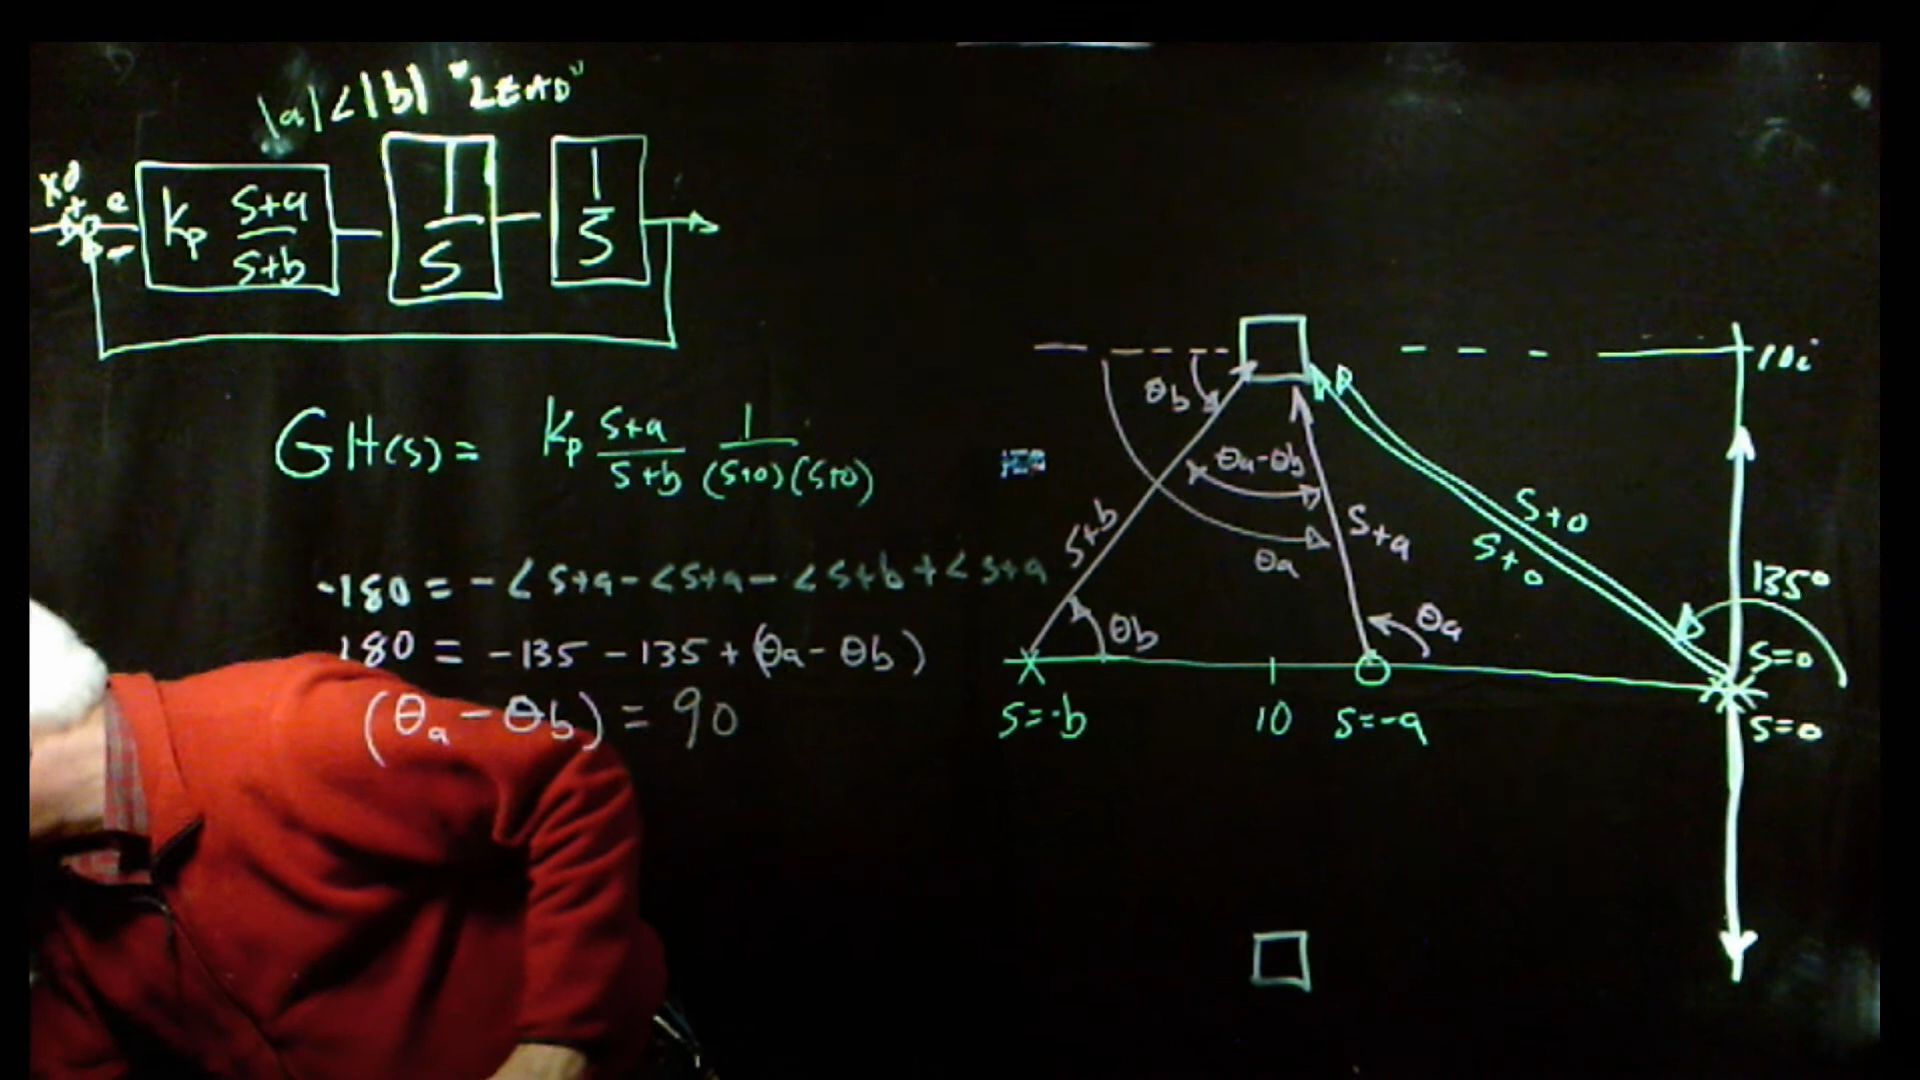 |a|<|b| "LEAD"
xd + e - Kp s+a / s+b 1/s 1/s
GH(s) = Kp s+a / s+b 1 / (s+0)(s+0)
-180 = -∠s+a -∠s+a - ∠s+b + ∠s+a
180 = -135 - 135 + (θa - θb)
(θa - θb) = 90
10i
θb
θa-θb
s+b
s+a
s+0
s+0
θa
135°
θb
θa
s=0
s=-b
10
s=-a
s=0